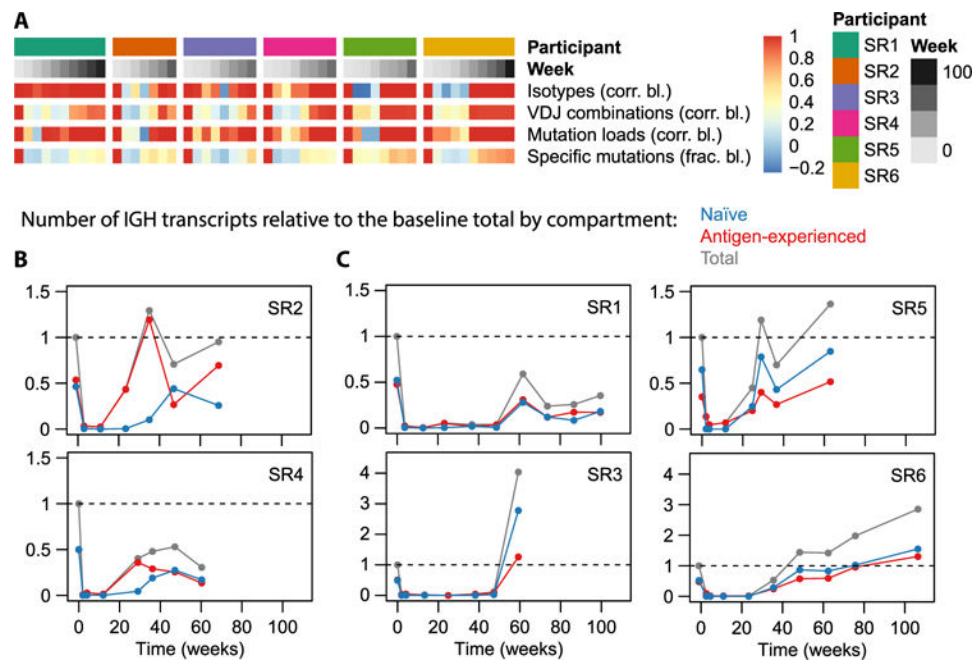 A
Participant
Week
Isotypes (corr. bl.)
VDJ combinations (corr. bl.)
Mutation loads (corr. bl.)
Specific mutations (frac. bl.)
1
0.8
0.6
0.4
0.2
0
−0.2
Participant
SR1
SR2
SR3
SR4
SR5
SR6
Week
100
0
Number of IGH transcripts relative to the baseline total by compartment:
Naïve
Antigen-experienced
Total
B
SR2
1.5
1
0.5
0
0 20 40 60 80 100
SR4
1.5
1
0.5
0
0 20 40 60 80 100
Time (weeks)
C
SR1
1.5
1
0.5
0
SR5
1.5
1
0.5
0
SR3
4
3
2
1
0
0 20 40 60 80 100
Time (weeks)
SR6
4
3
2
1
0
0 20 40 60 80 100
Time (weeks)